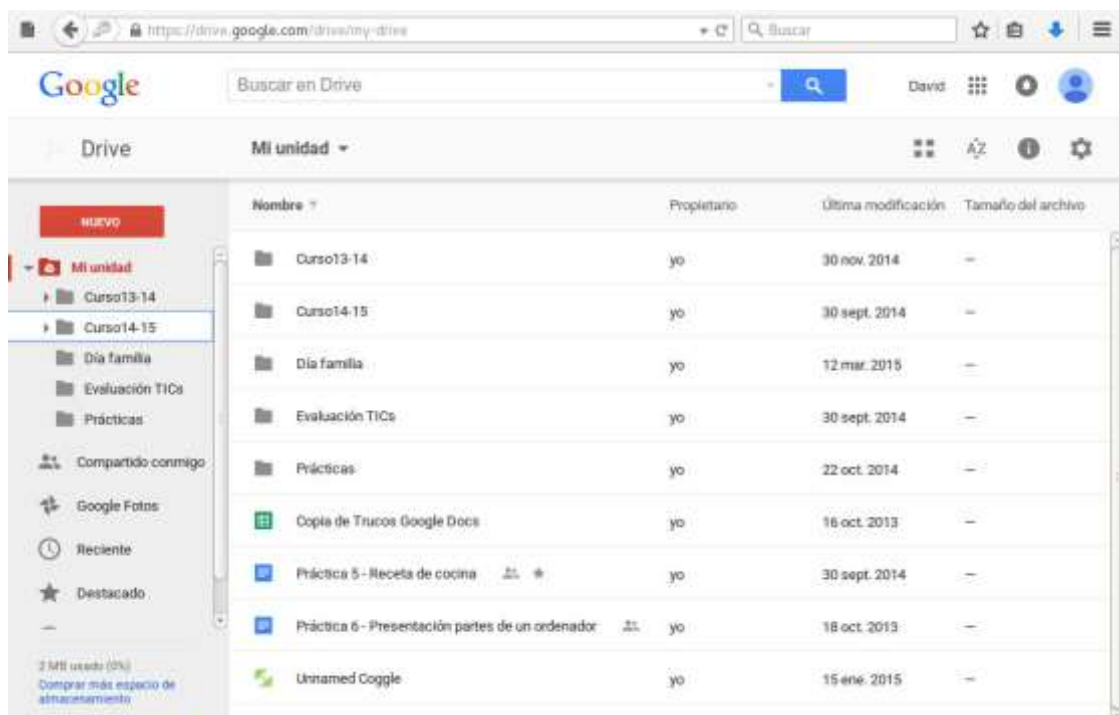 https://drive.google.com/drive/my-drive Buscar
Google Buscar en Drive David
Drive Mi unidad AZ
NUEVO
Mi unidad
Curso13-14
Curso14-15
Día familia
Evaluación TICs
Prácticas
Compartido conmigo
Google Fotos
Reciente
Destacado
2 MB usado (0%)
Comprar más espacio de
almacenamiento
Nombre Propietario Última modificación Tamaño del archivo
Curso13-14 yo 30 nov. 2014 —
Curso14-15 yo 30 sept. 2014 —
Día familia yo 12 mar. 2015 —
Evaluación TICs yo 30 sept. 2014 —
Prácticas yo 22 oct. 2014 —
Copia de Trucos Google Docs yo 16 oct. 2013 —
Práctica 5 - Receta de cocina yo 30 sept. 2014 —
Práctica 6 - Presentación partes de un ordenador yo 18 oct. 2013 —
Unnamed Coggle yo 15 ene. 2015 —